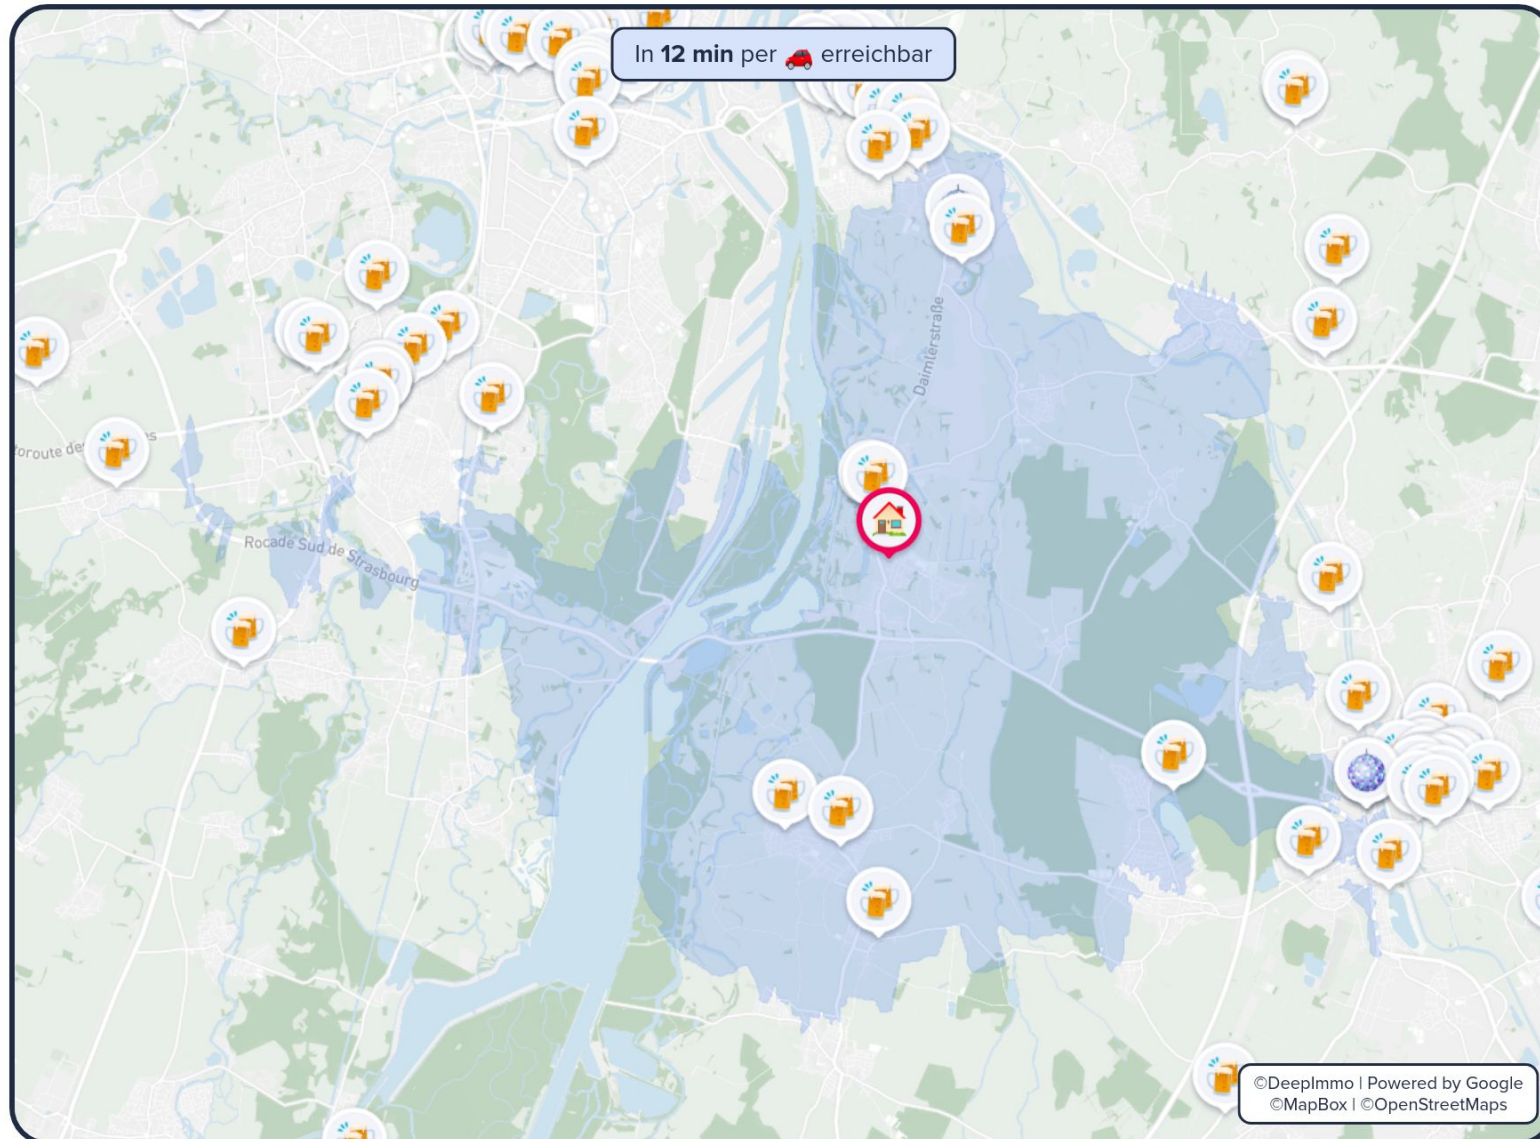 In 12 min per 🚗 erreichbar
Daimlerstraße
Rocade Sud de Strasbourg
©DeepImmo | Powered by Google
©MapBox | ©OpenStreetMaps